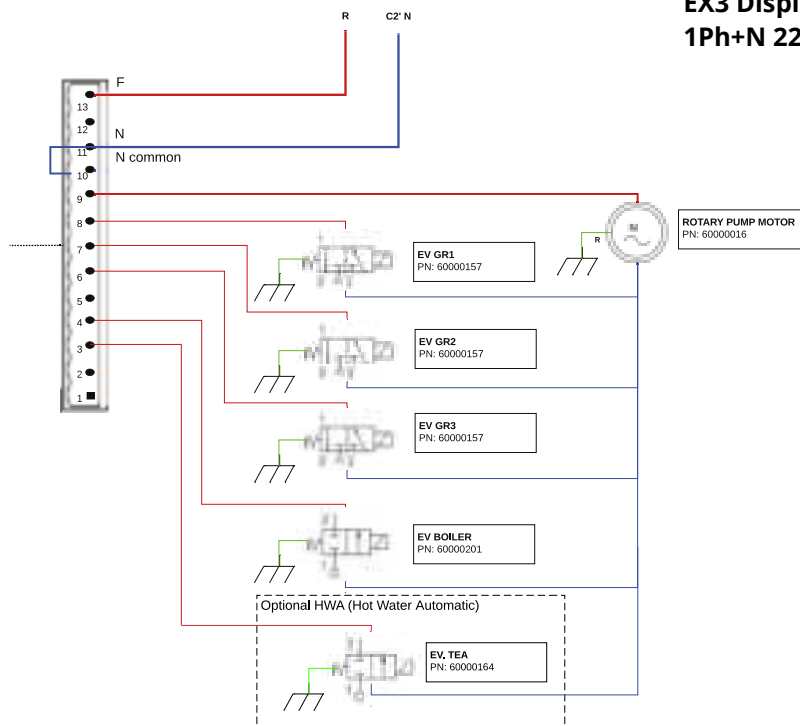 EX3 Displ
1Ph+N 22
R
C2' N
F
13
12
N
11
N common
10
9
8
7
6
5
4
3
2
1
ROTARY PUMP MOTOR
PN: 60000016
R
EV GR1
PN: 60000157
EV GR2
PN: 60000157
EV GR3
PN: 60000157
EV BOILER
PN: 60000201
Optional HWA (Hot Water Automatic)
EV. TEA
PN: 60000164